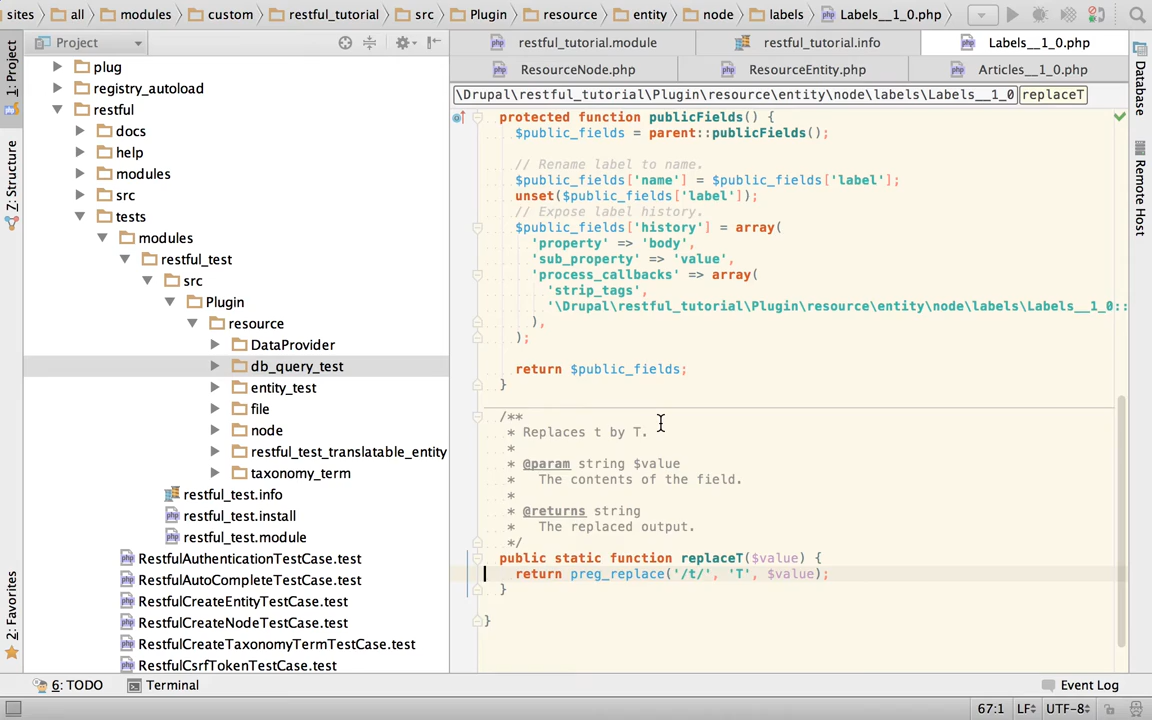 sites all modules custom restful_tutorial src Plugin resource entity node labels Labels__1_0.php
1: Project
Z: Structure
2: Favorites
Project
plug
registry_autoload
restful
docs
help
modules
src
tests
modules
restful_test
src
Plugin
resource
DataProvider
db_query_test
entity_test
file
node
restful_test_translatable_entity
taxonomy_term
restful_test.info
restful_test.install
restful_test.module
RestfulAuthenticationTestCase.test
RestfulAutoCompleteTestCase.test
RestfulCreateEntityTestCase.test
RestfulCreateNodeTestCase.test
RestfulCreateTaxonomyTermTestCase.test
RestfulCsrfTokenTestCase.test
restful_tutorial.module restful_tutorial.info Labels__1_0.php
ResourceNode.php ResourceEntity.php Articles__1_0.php
\Drupal\restful_tutorial\Plugin\resource\entity\node\labels\Labels__1_0 replaceT
protected function publicFields() {
$public_fields = parent::publicFields();
// Rename label to name.
$public_fields['name'] = $public_fields['label'];
unset($public_fields['label']);
// Expose label history.
$public_fields['history'] = array(
'property' => 'body',
'sub_property' => 'value',
'process_callbacks' => array(
'strip_tags',
'\Drupal\restful_tutorial\Plugin\resource\entity\node\labels\Labels__1_0::
),
);
return $public_fields;
}
/**
* Replaces t by T.
*
* @param string $value
* The contents of the field.
*
* @returns string
* The replaced output.
*/
public static function replaceT($value) {
return preg_replace('/t/', 'T', $value);
}
}
Database
Remote Host
6: TODO Terminal Event Log
67:1 LF UTF-8